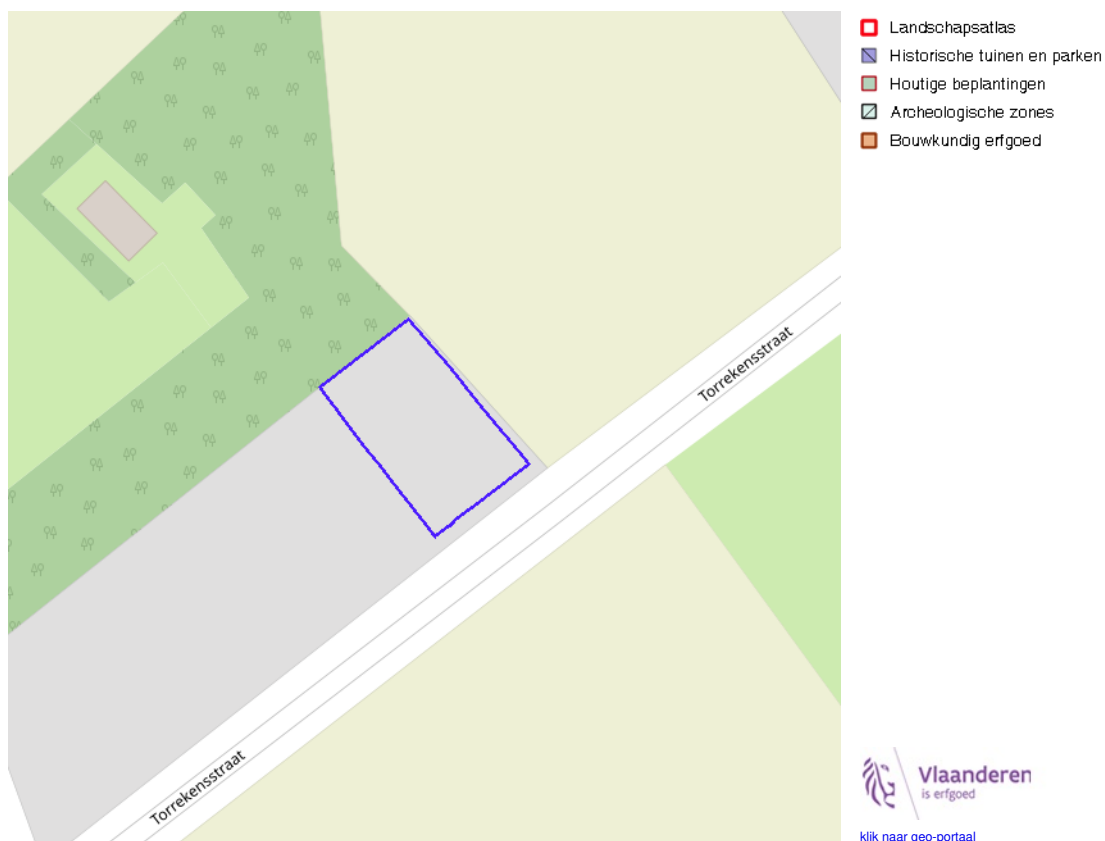 Landschapsatlas
Historische tuinen en parken
Houtige beplantingen
Archeologische zones
Bouwkundig erfgoed
Torrekensstraat
Torrekensstraat
Vlaanderen
is erfgoed
klik naar geo-portaal